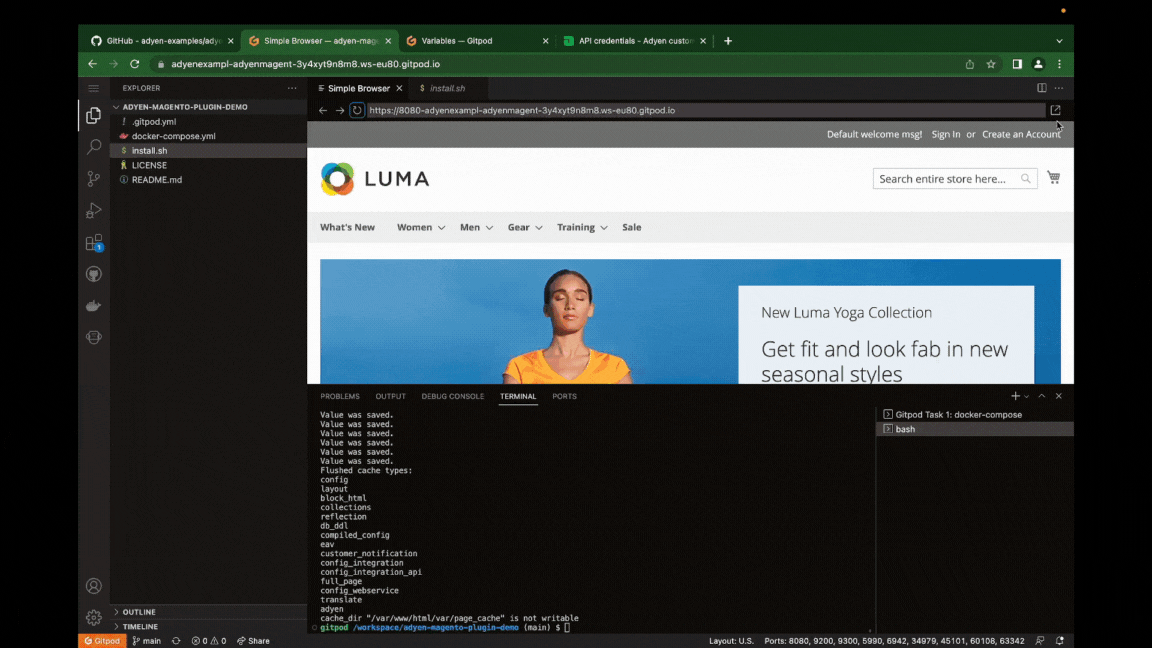 GitHub - adyen-examples/ady
Simple Browser — adyen-mag
Variables — Gitpod
API credentials - Adyen custom
adyenexampl-adyenmagent-3y4xyt9n8m8.ws-eu80.gitpod.io
EXPLORER
ADYEN-MAGENTO-PLUGIN-DEMO
.gitpod.yml
docker-compose.yml
install.sh
LICENSE
README.md
OUTLINE
TIMELINE
1
Simple Browser
install.sh
https://8080-adyenexampl-adyenmagent-3y4xyt9n8m8.ws-eu80.gitpod.io
Default welcome msg! Sign In or Create an Account
LUMA
Search entire store here...
What's New Women Men Gear Training Sale
New Luma Yoga Collection
Get fit and look fab in new
seasonal styles
PROBLEMS OUTPUT DEBUG CONSOLE TERMINAL PORTS
Value was saved.
Value was saved.
Value was saved.
Value was saved.
Value was saved.
Value was saved.
Flushed cache types:
config
layout
block_html
collections
reflection
db_ddl
compiled_config
eav
customer_notification
config_integration
config_integration_api
full_page
config_webservice
translate
adyen
cache_dir "/var/www/html/var/page_cache" is not writable
gitpod /workspace/adyen-magento-plugin-demo (main) $
Gitpod Task 1: docker-compose
bash
Gitpod main 0 0 Share
Layout: U.S. Ports: 8080, 9200, 9300, 5990, 6942, 34979, 45101, 60108, 63342